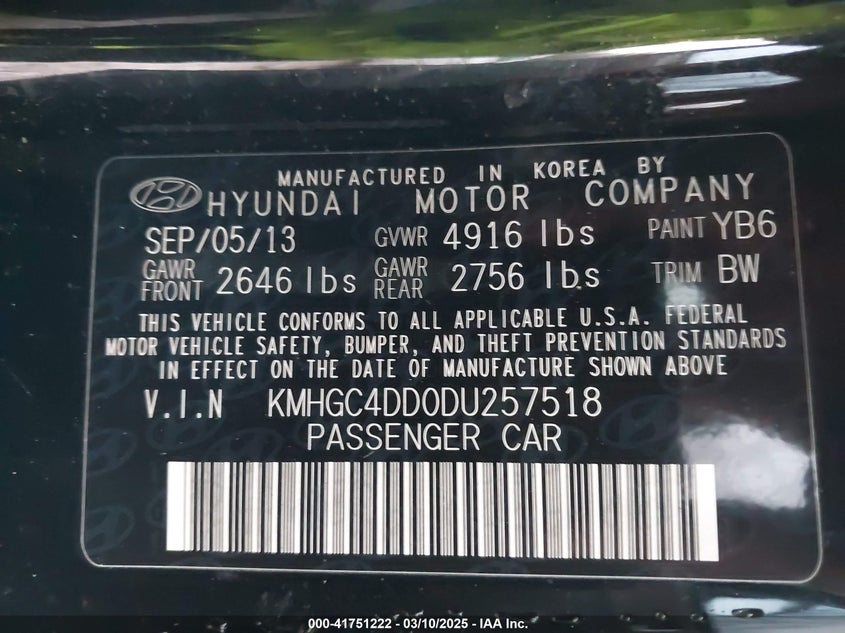 MANUFACTURED IN KOREA BY
HYUNDAI MOTOR COMPANY
SEP/05/13 GVWR 4916 lbs PAINT YB6
GAWR FRONT 2646 lbs GAWR REAR 2756 lbs TRIM BW
THIS VEHICLE CONFORMS TO ALL APPLICABLE U.S.A. FEDERAL
MOTOR VEHICLE SAFETY, BUMPER, AND THEFT PREVENTION STANDARDS
IN EFFECT ON THE DATE OF MANUFACTURE SHOWN ABOVE
V.I.N KMHGC4DD0DU257518
PASSENGER CAR
000-41751222 - 03/10/2025 - IAA Inc.